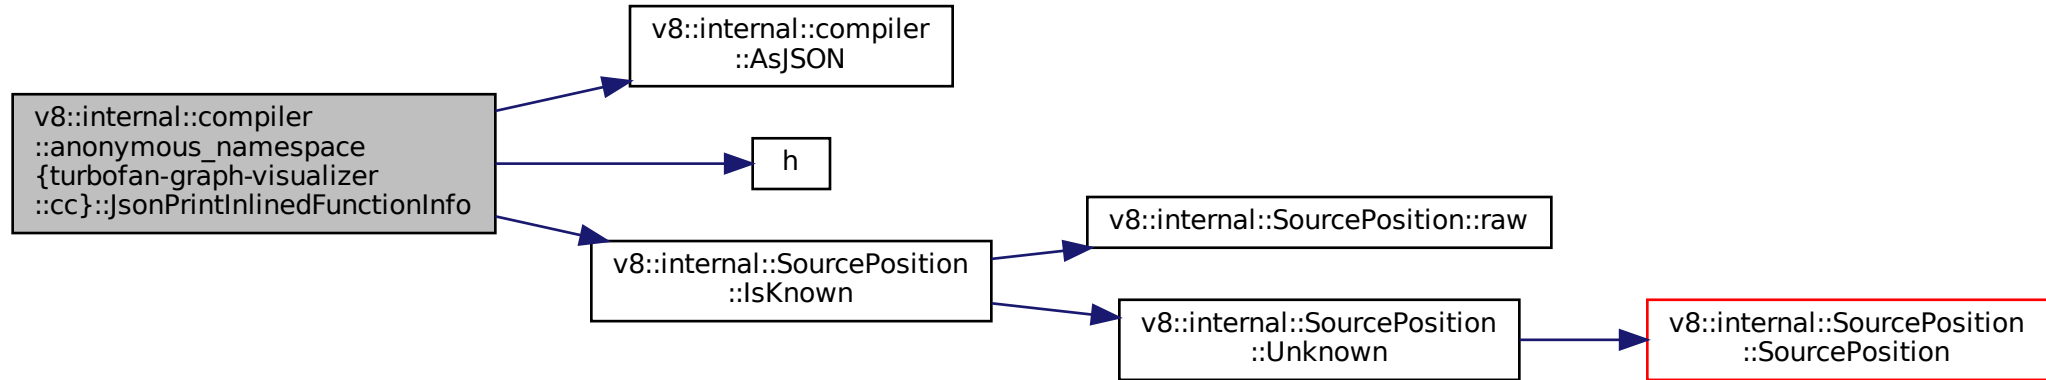 v8::internal::compiler
::anonymous_namespace
{turbofan-graph-visualizer
::cc}::JsonPrintInlinedFunctionInfo
v8::internal::compiler
::AsJSON
h
v8::internal::SourcePosition
::IsKnown
v8::internal::SourcePosition::raw
v8::internal::SourcePosition
::Unknown
v8::internal::SourcePosition
::SourcePosition